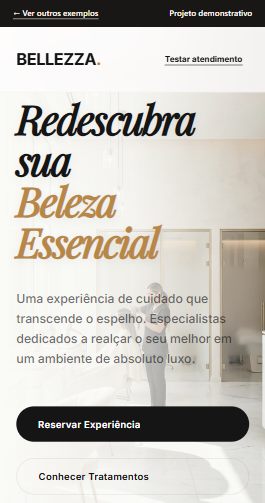 ← Ver outros exemplos
Projeto demonstrativo
BELLEZZA.
Testar atendimento
Redescubra
sua
Beleza
Essencial
Uma experiência de cuidado que
transcende o espelho. Especialistas
dedicados a realçar o seu melhor em
um ambiente de absoluto luxo.
Reservar Experiência
Conhecer Tratamentos